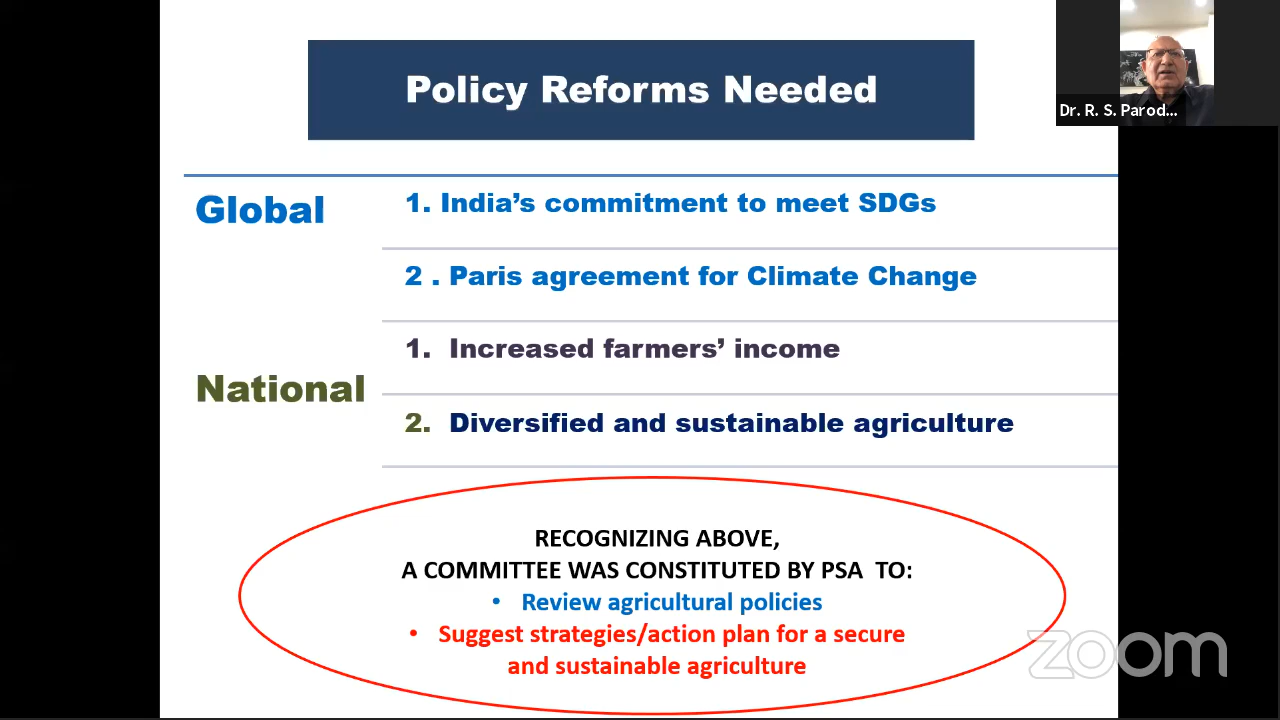 Policy Reforms Needed
Dr. R. S. Parod...
Global
1. India’s commitment to meet SDGs
2 . Paris agreement for Climate Change
National
1. Increased farmers’ income
2. Diversified and sustainable agriculture
RECOGNIZING ABOVE,
A COMMITTEE WAS CONSTITUTED BY PSA TO:
• Review agricultural policies
• Suggest strategies/action plan for a secure
and sustainable agriculture
zoom